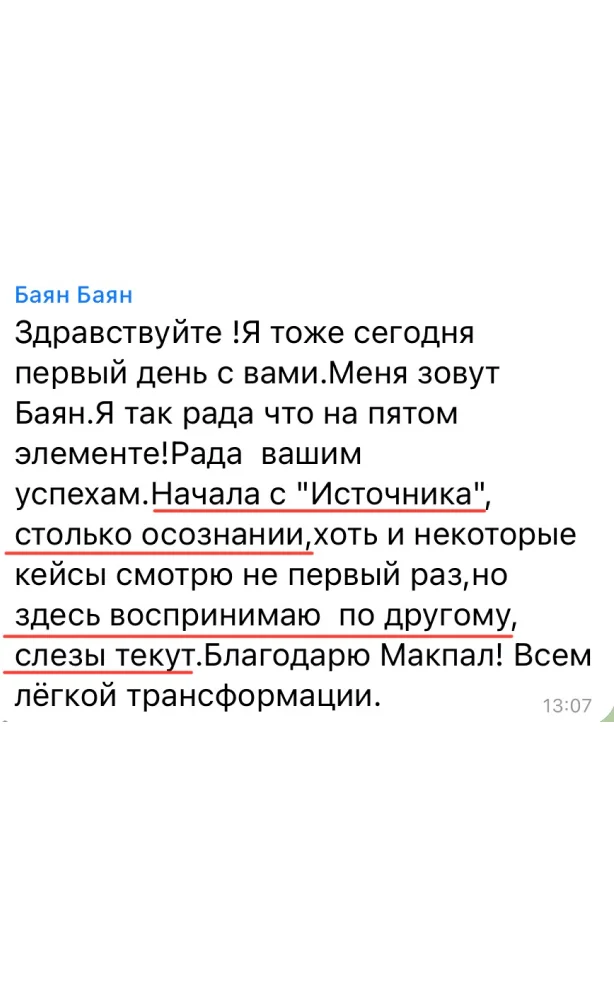 Баян Баян
Здравствуйте !Я тоже сегодня
первый день с вами.Меня зовут
Баян.Я так рада что на пятом
элементе!Рада  вашим
успехам.Начала с "Источника",
столько осознании,хоть и некоторые
кейсы смотрю не первый раз,но
здесь воспринимаю  по другому,
слезы текут.Благодарю Макпал! Всем
лёгкой трансформации.
13:07